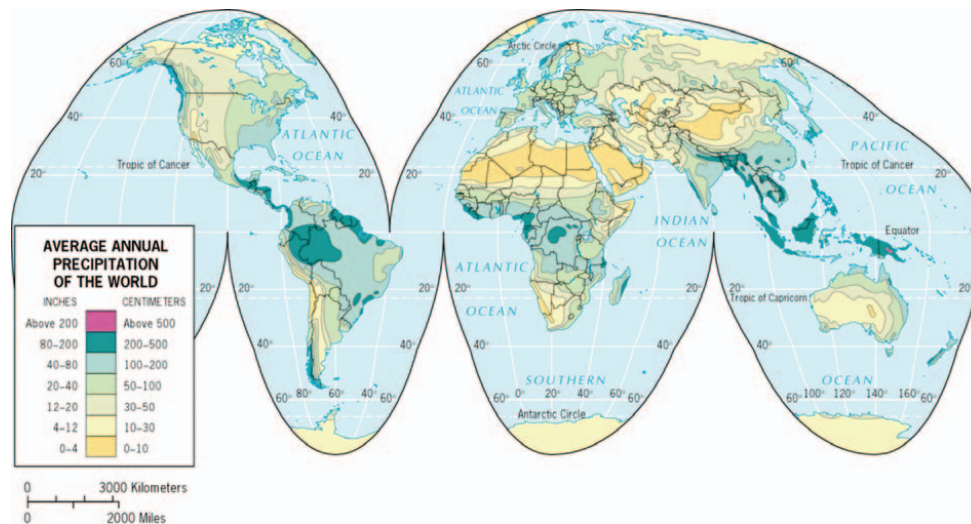 Arctic Circle
60°
60°
60°
ATLANTIC
OCEAN
40°
40°
40°
40°
ATLANTIC
OCEAN
PACIFIC
Tropic of Cancer
Tropic of Cancer
20°
20°
20°
20°
OCEAN
INDIAN
OCEAN
Equator
AVERAGE ANNUAL
PRECIPITATION
OF THE WORLD
INCHES CENTIMETERS
Above 200 Above 500
80–200 200–500
40–80 100–200
20–40 50–100
12–20 30–50
4–12 10–30
0–4 0–10
ATLANTIC
OCEAN
20°
20°
20°
20°
Tropic of Capricorn
40°
40°
40°
40°
SOUTHERN
OCEAN
60° 80° 60° 60° 20° 0° 20° 40° 60° 60° 100° 120° 140° 160°
Antarctic Circle
0 3000 Kilometers
0 2000 Miles